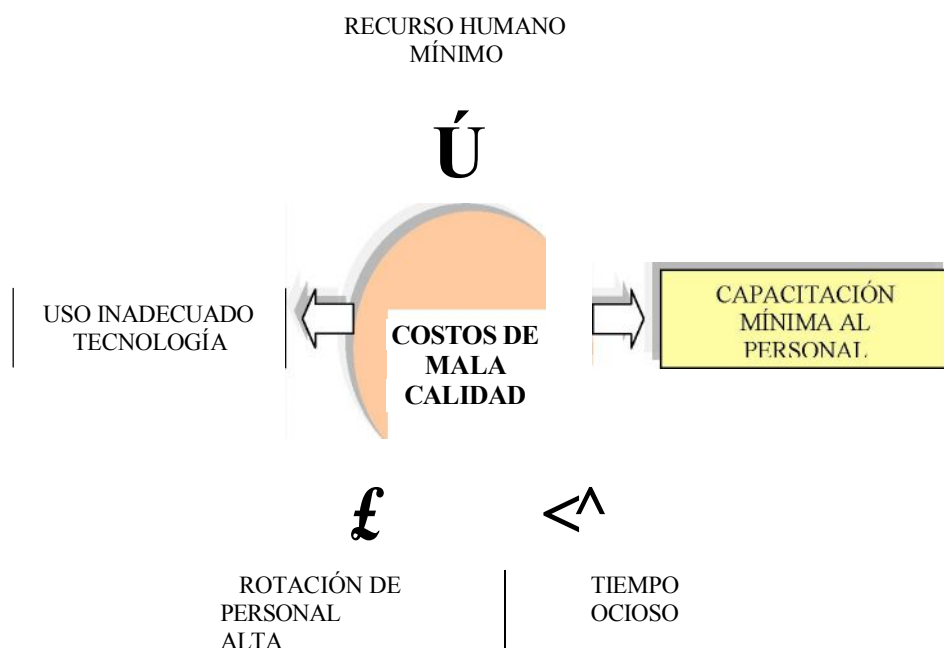 RECURSO HUMANO
MÍNIMO
Ú
USO INADECUADO
TECNOLOGÍA
COSTOS DE
MALA
CALIDAD
CAPACITACIÓN
MÍNIMA AL
PERSONAL
£
<^
ROTACIÓN DE
PERSONAL
ALTA
TIEMPO
OCIOSO